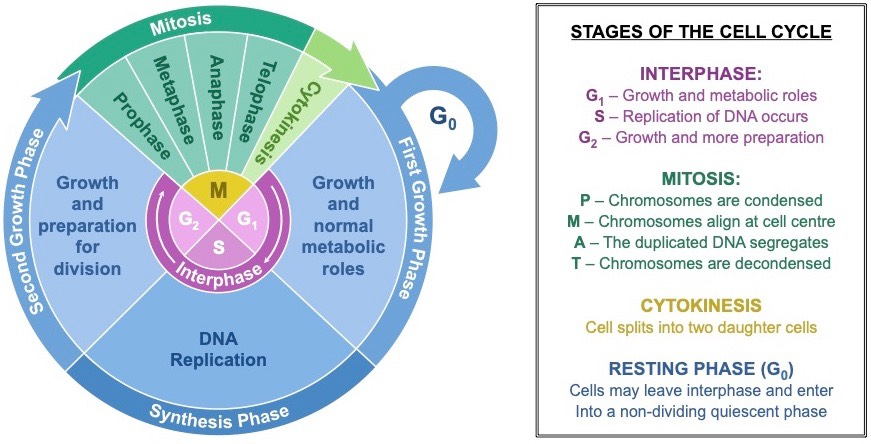 Mitosis
Prophase
Metaphase
Anaphase
Telophase
Cytokinesis
G0
First Growth Phase
Second Growth Phase
Growth
and
preparation
for
division
Growth
and
normal
metabolic
roles
M
G2
G1
S
Interphase
DNA
Replication
Synthesis Phase
STAGES OF THE CELL CYCLE
INTERPHASE:
G1 – Growth and metabolic roles
S – Replication of DNA occurs
G2 – Growth and more preparation
MITOSIS:
P – Chromosomes are condensed
M – Chromosomes align at cell centre
A – The duplicated DNA segregates
T – Chromosomes are decondensed
CYTOKINESIS
Cell splits into two daughter cells
RESTING PHASE (G0)
Cells may leave interphase and enter
Into a non-dividing quiescent phase